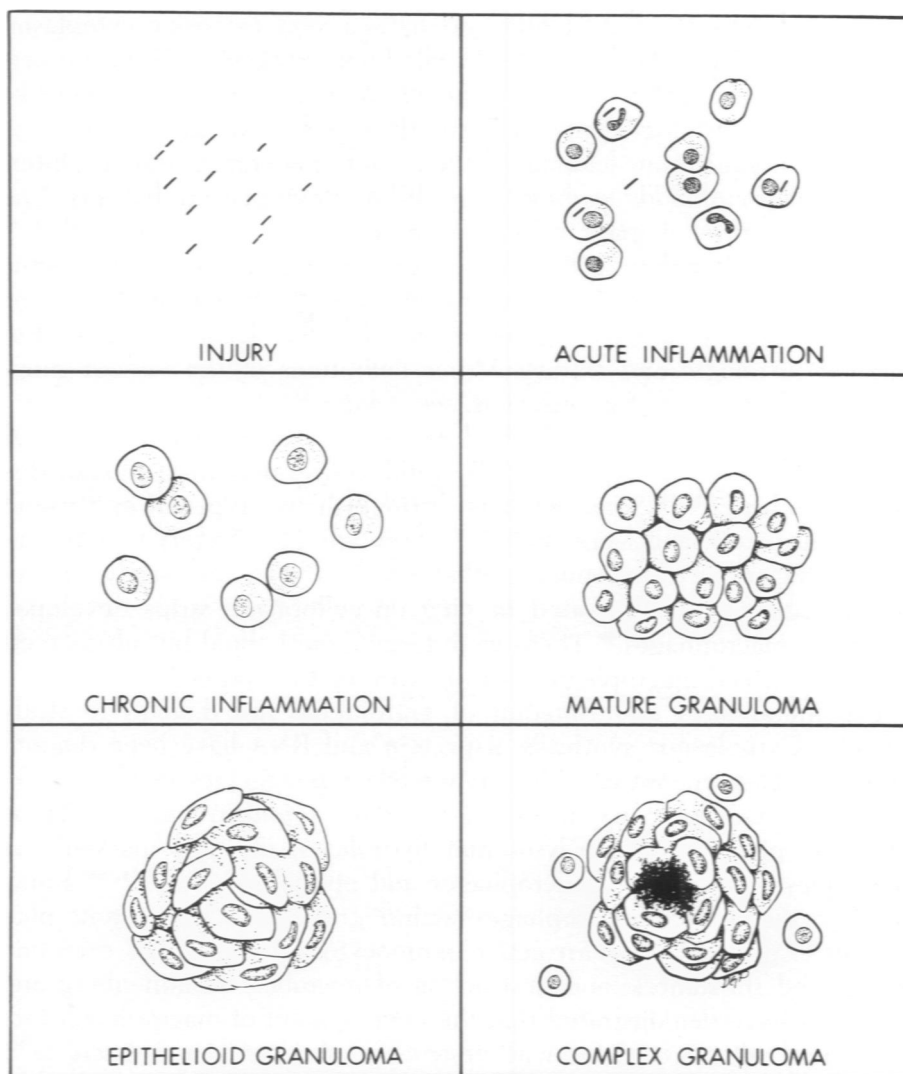 INJURY
ACUTE INFLAMMATION
CHRONIC INFLAMMATION
MATURE GRANULOMA
EPITHELIOID GRANULOMA
COMPLEX GRANULOMA